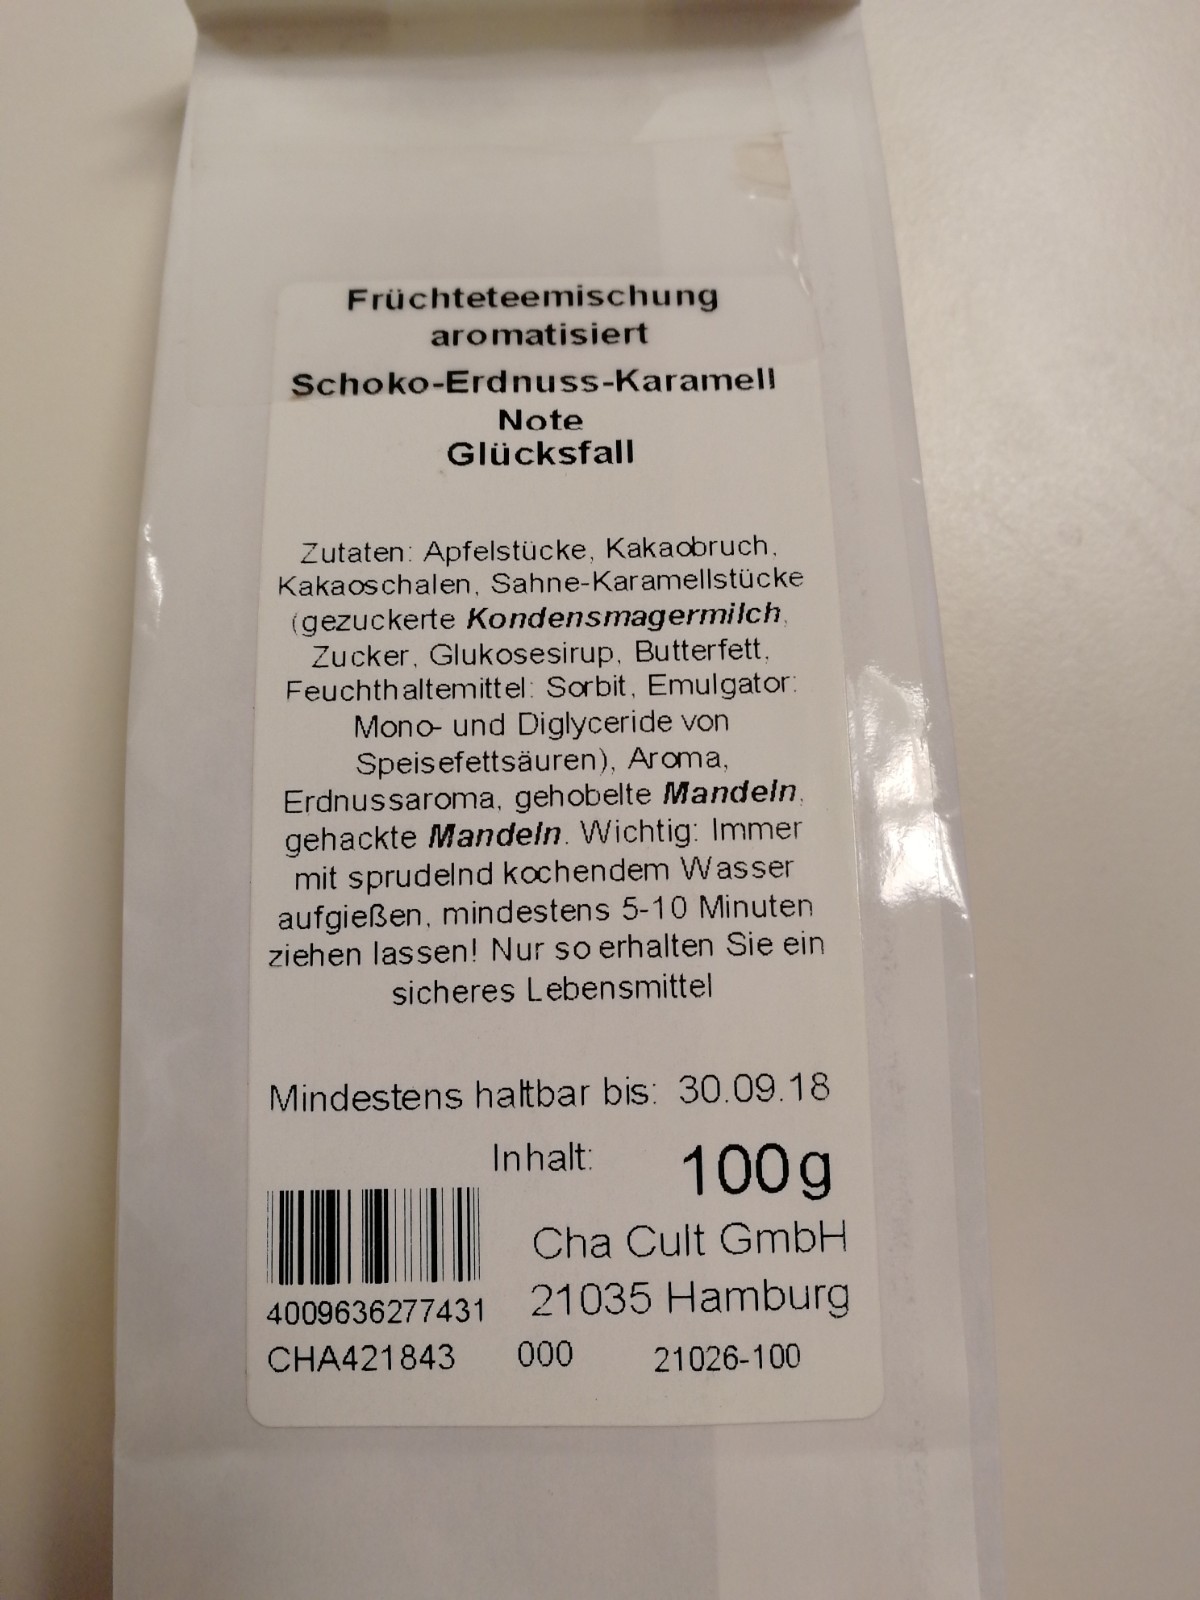 Früchteteemischung
aromatisiert
Schoko-Erdnuss-Karamell
Note
Glücksfall
Zutaten: Apfelstücke, Kakaobruch,
Kakaoschalen, Sahne-Karamellstücke
(gezuckerte Kondensmagermilch,
Zucker, Glukosesirup, Butterfett,
Feuchthaltemittel: Sorbit, Emulgator:
Mono- und Diglyceride von
Speisefettsäuren), Aroma,
Erdnussaroma, gehobelte Mandeln,
gehackte Mandeln. Wichtig: Immer
mit sprudelnd kochendem Wasser
aufgießen, mindestens 5-10 Minuten
ziehen lassen! Nur so erhalten Sie ein
sicheres Lebensmittel
Mindestens haltbar bis: 30.09.18
Inhalt: 100g
Cha Cult GmbH
21035 Hamburg
4009636277431
CHA421843 000 21026-100